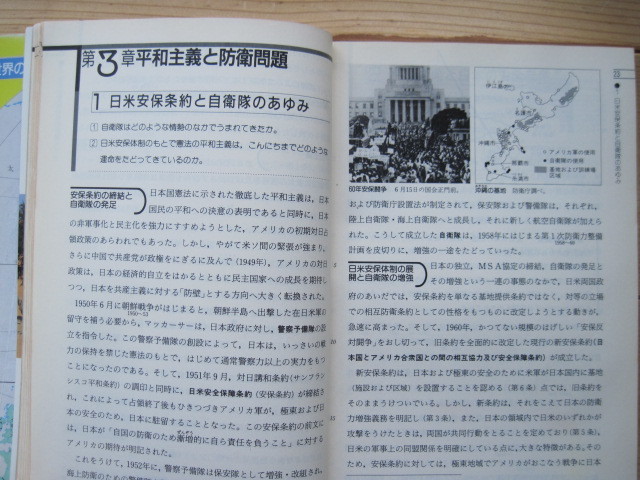 世界の
第3章 平和主義と防衛問題
1 日米安保条約と自衛隊のあゆみ
1 自衛隊はどのような情勢のなかでうまれてきたか。
2 日米安保体制のもとで憲法の平和主義は、こんにちまでどのような
運命をたどってきているのか。
安保条約の締結と
自衛隊の発足
日本国憲法に示された徹底した平和主義は、日本
国民の平和への決意の表明であると同時に、日本
の非軍事化と民主化を強力にすすめようとした、アメリカの初期対日占
領政策のあらわれでもあった。しかし、やがて米ソ間の緊張が強まり、
さらに中国で共産党が政権をにぎるに及んで(1949年)、アメリカの対日
政策は、日本の経済的自立をはかるとともに民主国家への成長を期待し
つつ、日本を共産主義に対する「防壁」とする方向へ大きく転換された。
1950年6月に朝鮮戦争がはじまると、朝鮮半島へ出撃した在日米軍の
1950〜53
留守を補う必要から、マッカーサーは、日本政府に対し、警察予備隊の設
立を指令した。この警察予備隊の創設によって、日本は、いっさいの戦
力の保持を禁じた憲法のもとで、はじめて通常警察力以上の実力をもつ
ことになったのである。そして、1951年9月、対日講和条約(サンフラン
シスコ平和条約)の調印と同時に、日米安全保障条約(安保条約)が締結さ
れ、これによって占領終了後もひきつづきアメリカ軍が、極東および日
本の安全のため、日本に駐留することとなった。この安保条約の前文に
は、日本が「自国の防衛のため漸増的に自ら責任を負うこと」に対する
アメリカの期待が明記された。
これをうけて、1952年に、警察予備隊は保安隊として増強・改組され、
60年安保闘争 6月15日の国会正門前。
伊江島
名護市
沖縄市
那覇市
アメリカ軍の使用
自衛隊の使用
基地および訓練場
区域
沖縄の基地 防衛庁調べ
および防衛庁設置法が制定されて、保安隊および警備隊は、それぞれ、
陸上自衛隊・海上自衛隊へと成長し、それに新しく航空自衛隊が加えら
れた。こうして成立した自衛隊は、1958年にはじまる第1次防衛力整備
1958〜60
計画を皮切りに、増強の一途をたどっていった。
日米安保体制の展
開と自衛隊の増強
日本の独立、MSA協定の締結、自衛隊の発足と
その増強という一連の事態のなかで、日米両国政
府のあいだでは、安保条約を単なる基地提供条約ではなく、対等の立場
での相互防衛条約としての性格をもつものに改定しようとする動きが、
急速に高まった。そして、1960年、かつてない規模のはげしい「安保反
対闘争」をおし切って、旧条約を全面的に改定した現行の新安保条約(日
本国とアメリカ合衆国との間の相互協力及び安全保障条約)が成立した。
新安保条約は、日本および極東の安全のために米軍が日本国内に基地
(施設および区域)を設置することを認める(第6条)点では、旧条約を
そのままうけついでいる。しかし、新条約は、それをこえて日本の防衛
力増強義務を明記し(第3条)、また、日本の領域内で日米のいずれかが
攻撃をうけたときは、両国が共同行動をとることを定めており(第5条)、
日米の軍事上の同盟関係を明確にしている点に、大きな特徴がある。その
ため、安保条約に対しては、極東地域でアメリカがおこなう戦争に日本